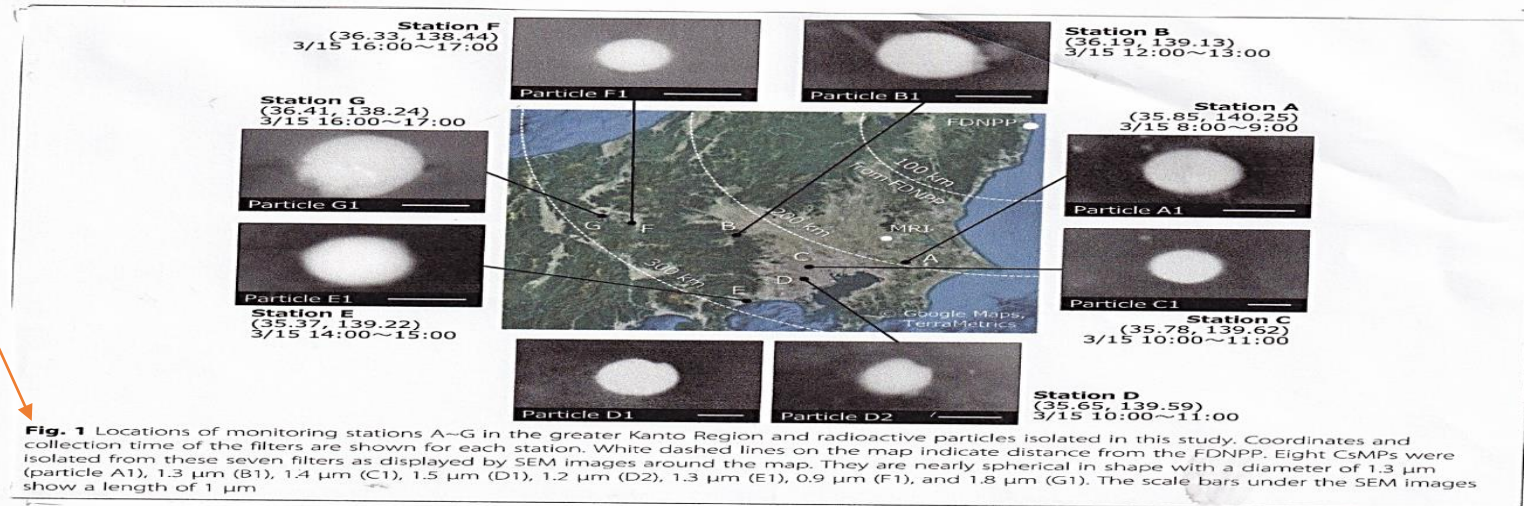 Station F
(36.33, 138.44)
3/15 16:00~17:00
Particle F1
Particle B1
Station B
(36.19, 139.13)
3/15 12:00~13:00
Station G
(36.41, 138.24)
3/15 16:00~17:00
Particle G1
Station A
(35.85, 140.25)
3/15 8:00~9:00
Particle A1
FDNPP
100 km
from FDNPP
200 km
300 km
MRI
G
F
B
A
C
D
E
Google Maps,
TerraMetrics
Particle E1
Station E
(35.37, 139.22)
3/15 14:00~15:00
Particle C1
Station C
(35.78, 139.62)
3/15 10:00~11:00
Particle D1
Particle D2
Station D
(35.65, 139.59)
3/15 10:00~11:00
Fig. 1 Locations of monitoring stations A~G in the greater Kanto Region and radioactive particles isolated in this study. Coordinates and
collection time of the filters are shown for each station. White dashed lines on the map indicate distance from the FDNPP. Eight CsMPs were
isolated from these seven filters as displayed by SEM images around the map. They are nearly spherical in shape with a diameter of 1.3 μm
(particle A1), 1.3 μm (B1), 1.4 μm (C1), 1.5 μm (D1), 1.2 μm (D2), 1.3 μm (E1), 0.9 μm (F1), and 1.8 μm (G1). The scale bars under the SEM images
show a length of 1 μm